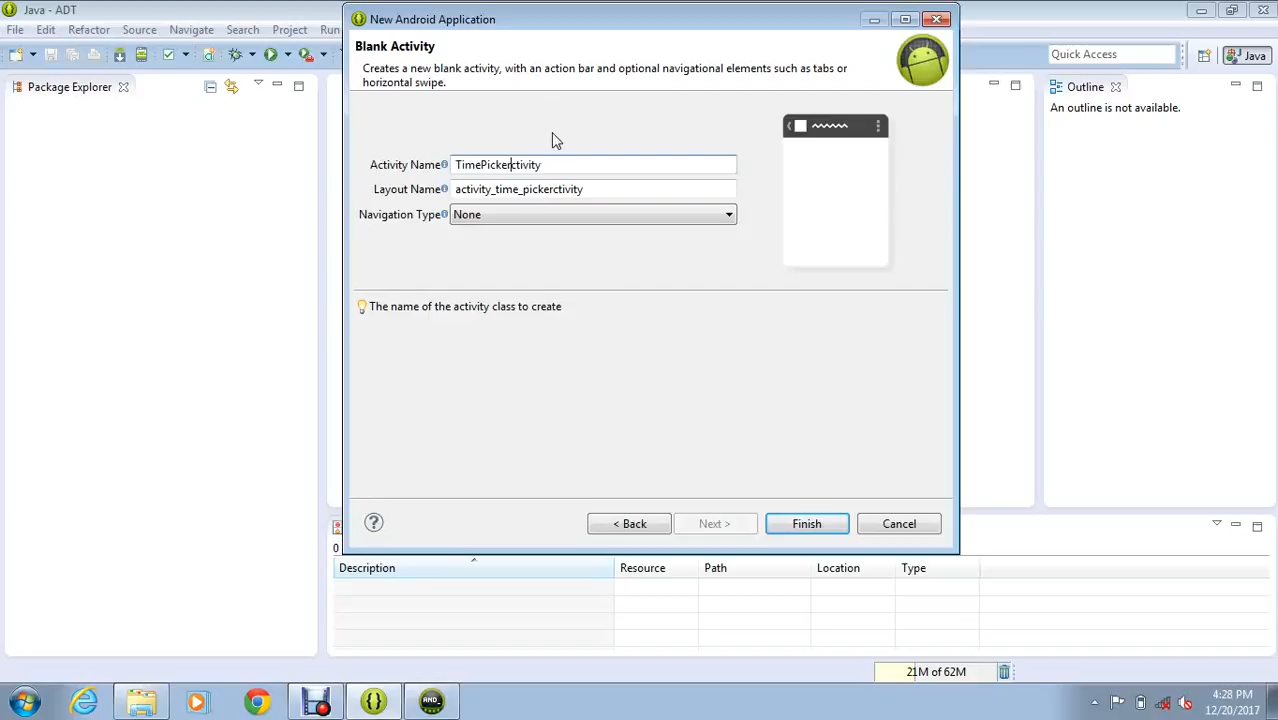 Java - ADT
New Android Application
File Edit Refactor Source Navigate Search Project Run
Blank Activity
Creates a new blank activity, with an action bar and optional navigational elements such as tabs or
horizontal swipe.
Quick Access
Java
Package Explorer
Outline
An outline is not available.
Activity Name TimePickerctivity
Layout Name activity_time_pickerctivity
Navigation Type None
The name of the activity class to create
? < Back Next > Finish Cancel
0
Description Resource Path Location Type
21M of 62M
AND_
4:28 PM
12/20/2017